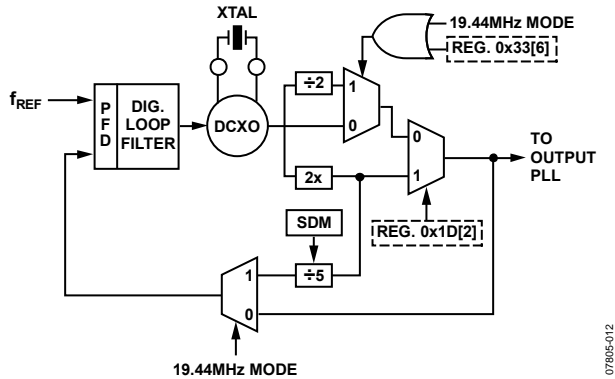 XTAL
19.44MHz MODE
REG. 0x33[6]
fREF
P
F
D
DIG.
LOOP
FILTER
DCXO
÷2
1
0
2x
0
1
TO
OUTPUT
PLL
REG. 0x1D[2]
SDM
÷5
1
0
19.44MHz MODE
07805-012